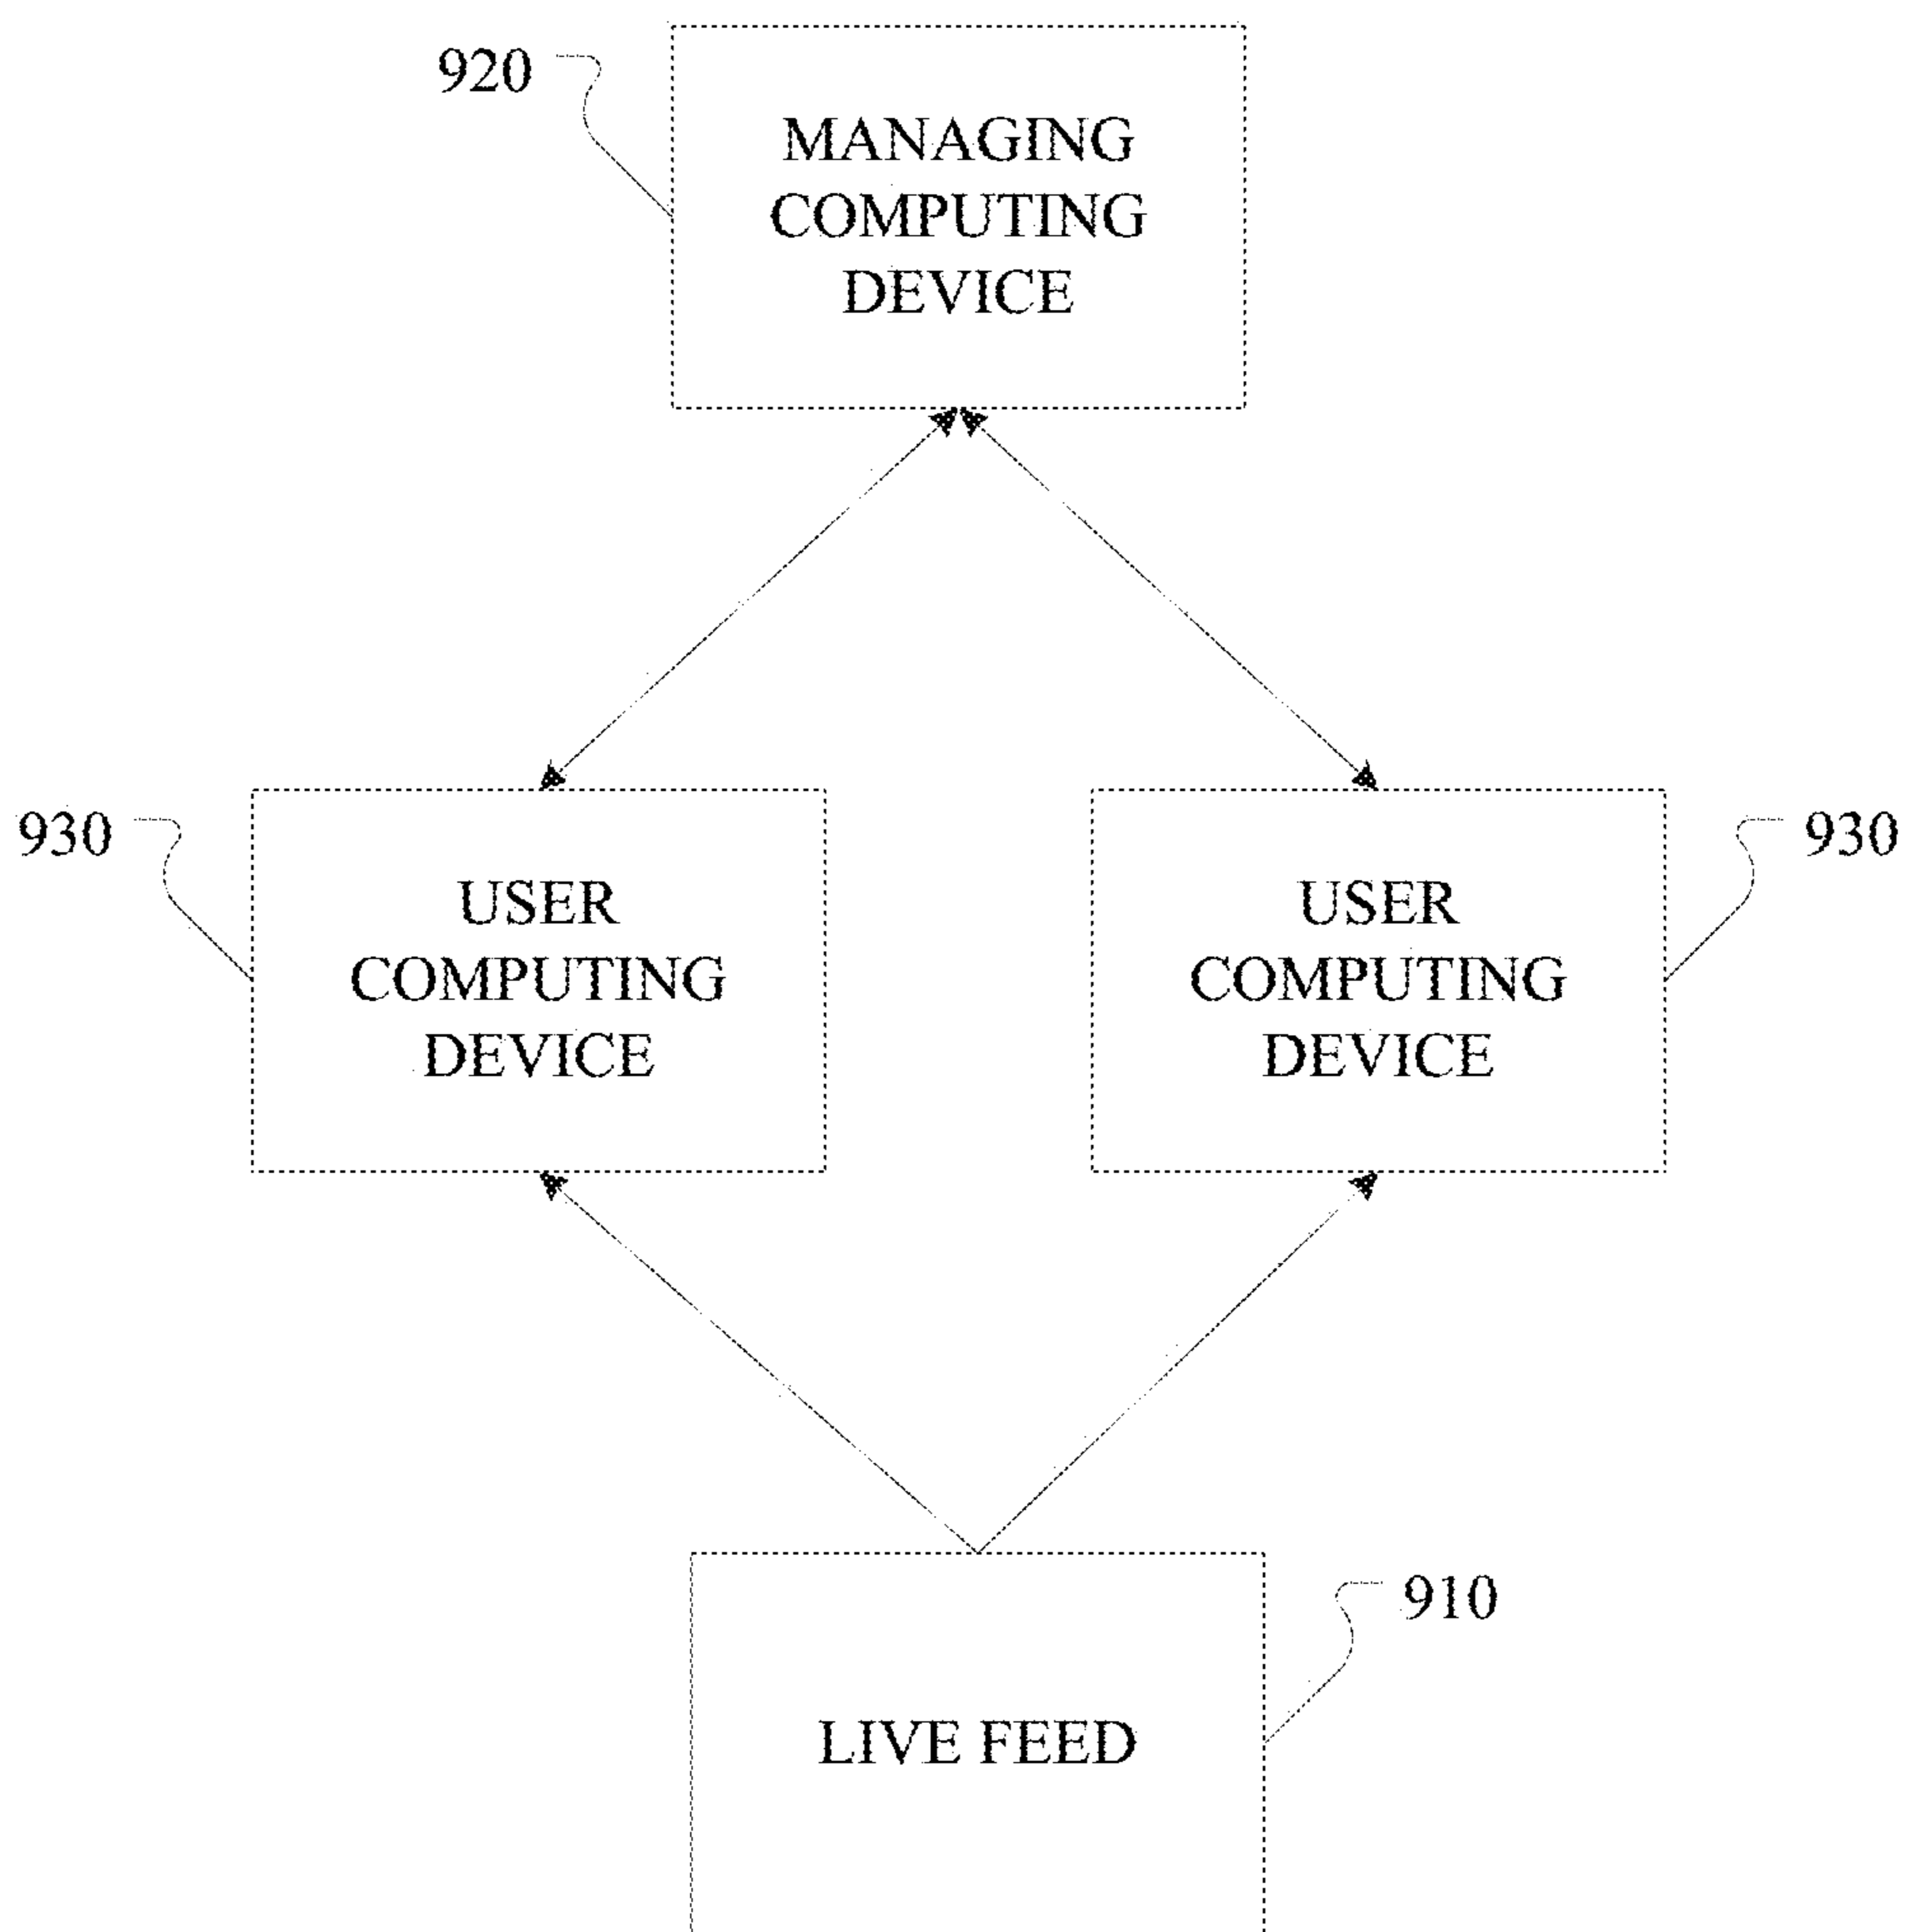 920
MANAGING
COMPUTING
DEVICE
930
USER
COMPUTING
DEVICE
USER
COMPUTING
DEVICE
930
910
LIVE FEED